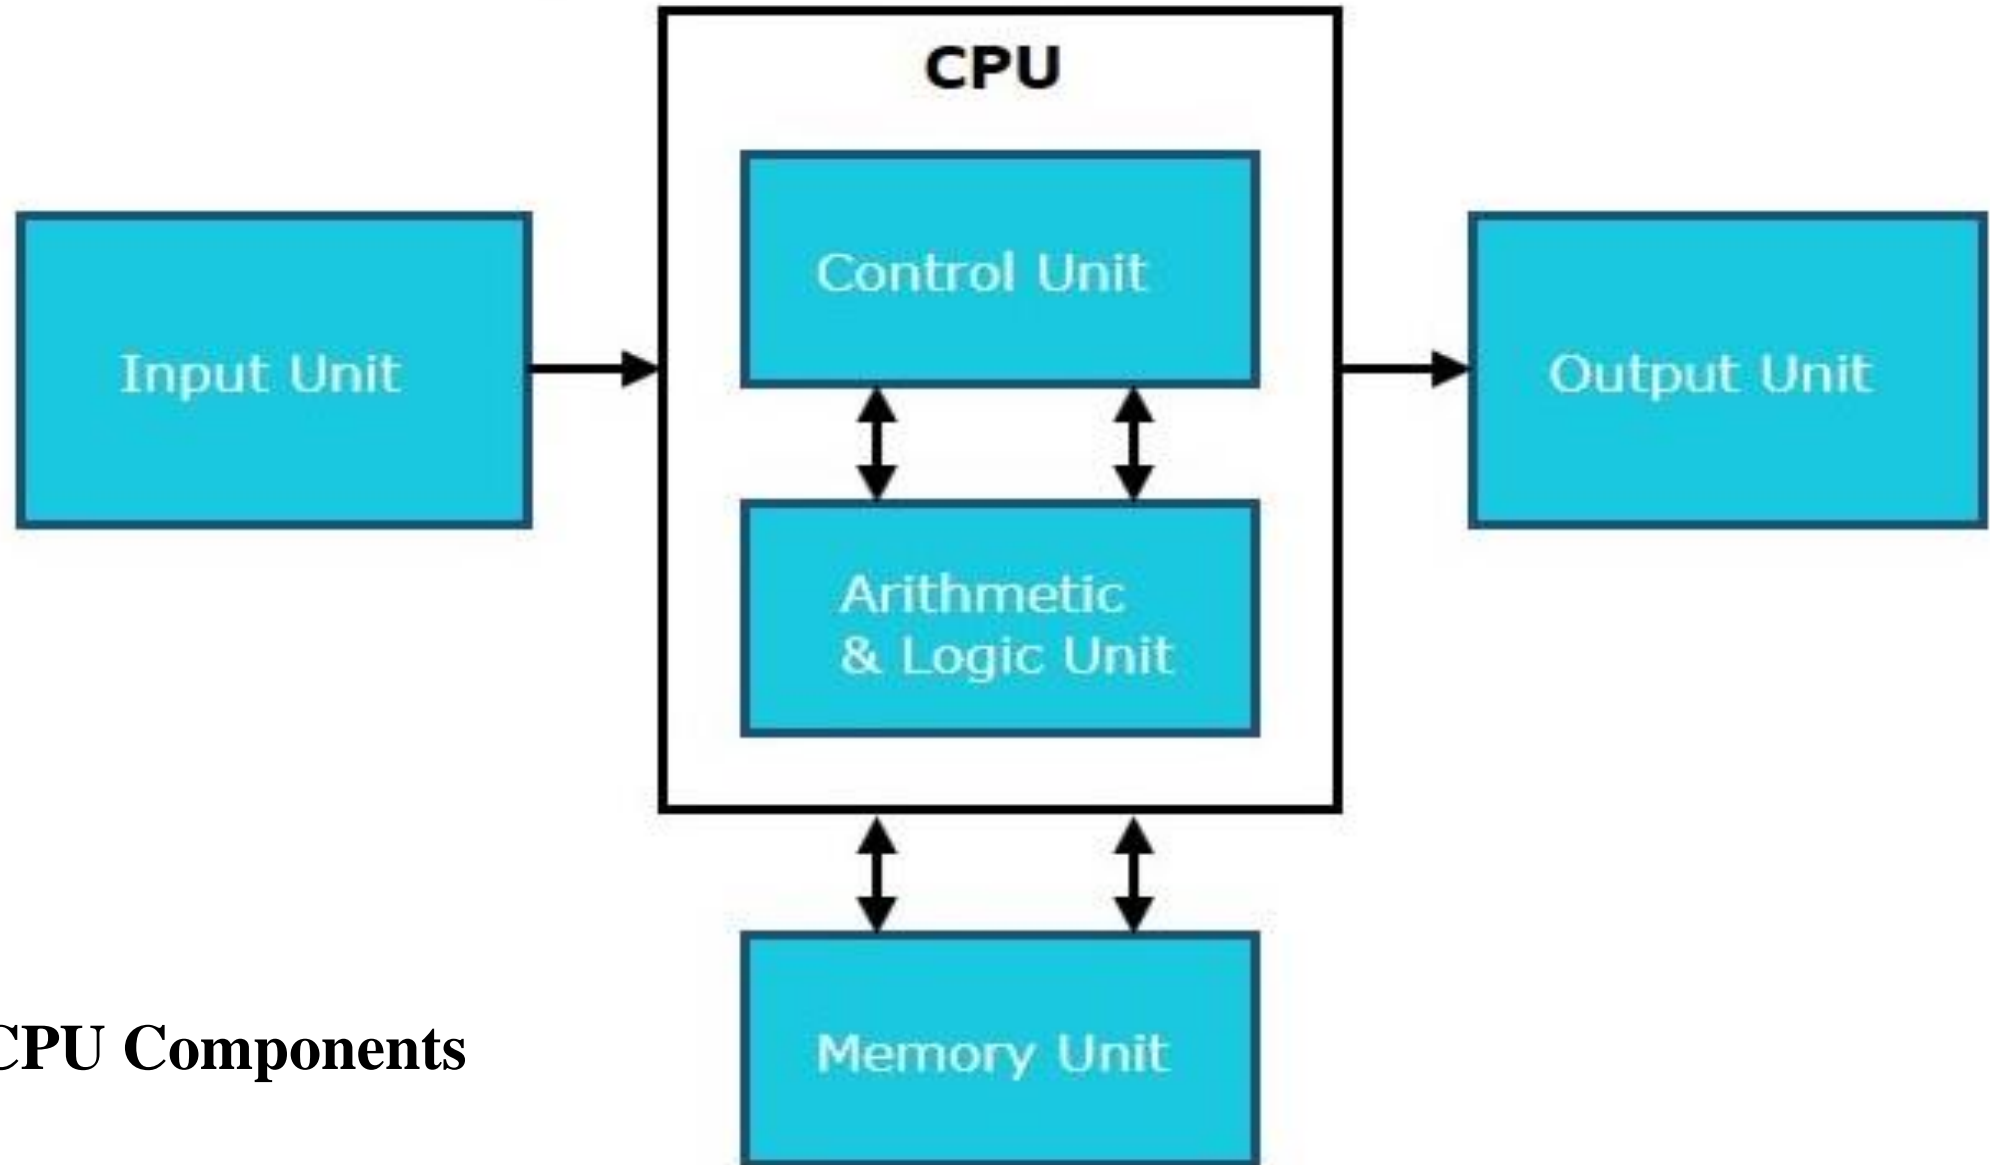 CPU
Control Unit
Input Unit
Output Unit
Arithmetic
& Logic Unit
Memory Unit
CPU Components